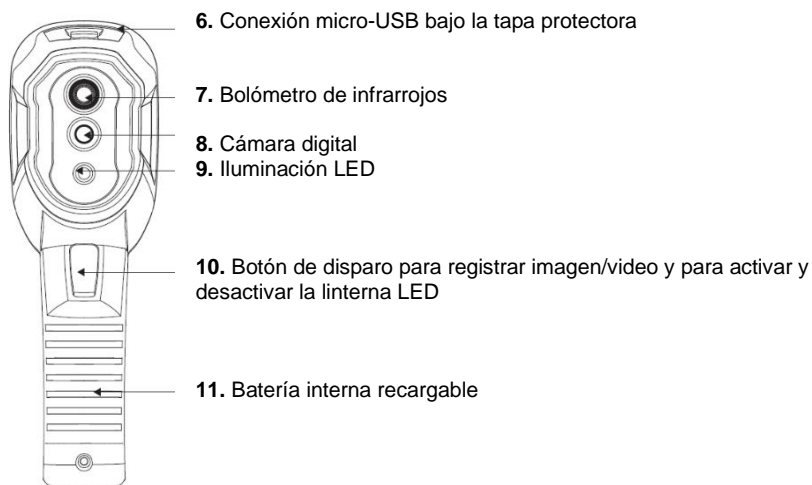 6. Conexión micro-USB bajo la tapa protectora
7. Bolómetro de infrarrojos
8. Cámara digital
9. Iluminación LED
10. Botón de disparo para registrar imagen/video y para activar y
desactivar la linterna LED
11. Batería interna recargable